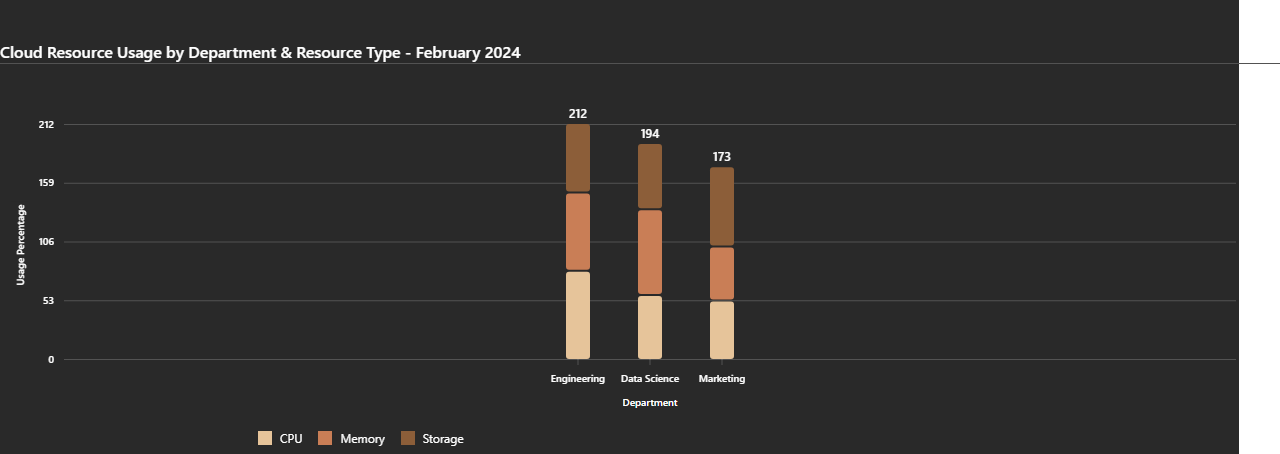 Cloud Resource Usage by Department & Resource Type - February 2024
212
194
173
212
159
106
53
0
Usage Percentage
Engineering Data Science Marketing
Department
CPU Memory Storage